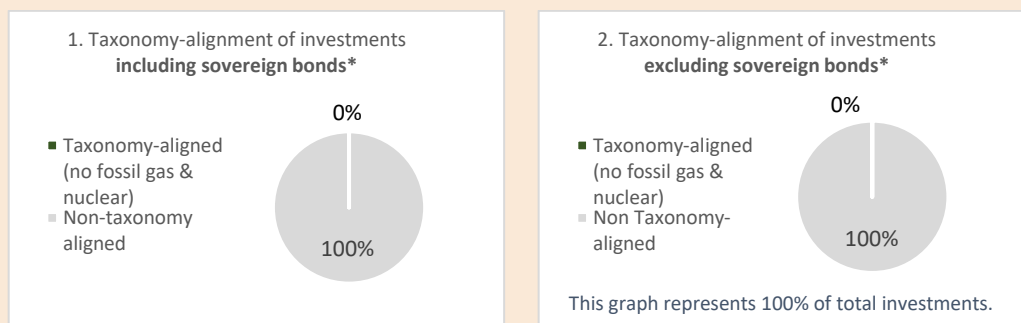 1. Taxonomy-alignment of investments
including sovereign bonds*
0%
Taxonomy-aligned
(no fossil gas &
nuclear)
Non-taxonomy
aligned
100%
2. Taxonomy-alignment of investments
excluding sovereign bonds*
0%
Taxonomy-aligned
(no fossil gas &
nuclear)
Non Taxonomy-
aligned
100%
This graph represents 100% of total investments.